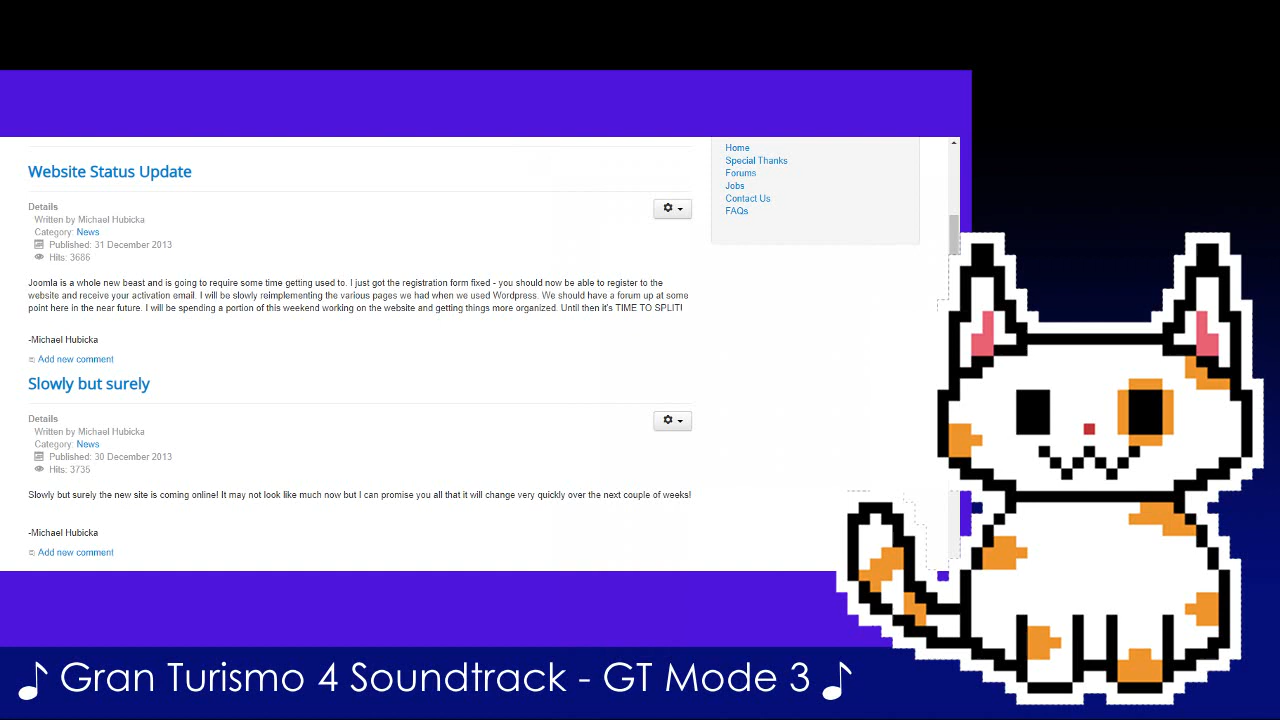 Website Status Update
Details
Written by Michael Hubicka
Category: News
Published: 31 December 2013
Hits: 3686
Joomla is a whole new beast and is going to require some time getting used to. I just got the registration form fixed - you should now be able to register to the
website and receive your activation email. I will be slowly reimplementing the various pages we had when we used Wordpress. We should have a forum up at some
point here in the near future. I will be spending a portion of this weekend working on the website and getting things more organized. Until then it's TIME TO SPLIT!
-Michael Hubicka
Add new comment
Slowly but surely
Details
Written by Michael Hubicka
Category: News
Published: 30 December 2013
Hits: 3735
Slowly but surely the new site is coming online! It may not look like much now but I can promise you all that it will change very quickly over the next couple of weeks!
-Michael Hubicka
Add new comment
Home
Special Thanks
Forums
Jobs
Contact Us
FAQs
♪ Gran Turismo 4 Soundtrack - GT Mode 3 ♪